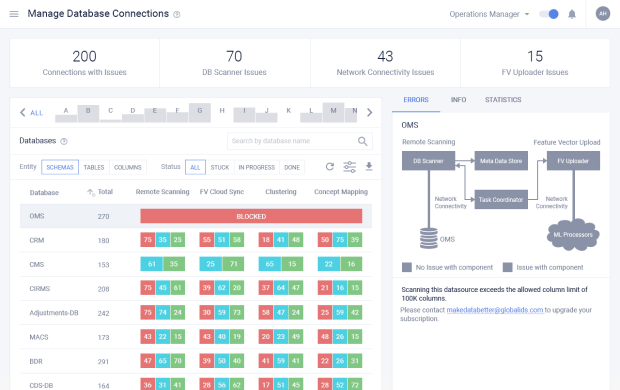 Manage Database Connections
Operations Manager
AH
200
Connections with Issues
70
DB Scanner Issues
43
Network Connectivity Issues
15
FV Uploader Issues
ALL A B C D E F G H I J K L M N
Databases
Search by database name
Entity SCHEMAS TABLES COLUMNS Status ALL STUCK IN PROGRESS DONE
Database Total Remote Scanning FV Cloud Sync Clustering Concept Mapping
OMS 270 BLOCKED
CRM 180 75 35 25 55 51 58 18 41 48 50 75 39
CMS 153 61 35 25 71 65 15 22 16
CIRMS 208 75 45 61 39 62 20 37 64 47 21 16 15
Adjustments-DB 242 75 74 24 30 59 73 58 47 24 25 59 42
MACS 173 43 22 15 43 40 19 20 23 49 48 26 15
BDR 291 47 65 70 39 50 40 41 59 41 22 26 31
CDS-DB 164 36 31 41 28 56 62 17 51 45 28 52 72
ERRORS INFO STATISTICS
OMS
Remote Scanning Feature Vector Upload
DB Scanner Meta Data Store FV Uploader
Network Connectivity
Task Coordinator
Network Connectivity
OMS
ML Processors
No Issue with component Issue with component
Scanning this datasource exceeds the allowed column limit of
100K columns.
Please contact makedatabetter@globalids.com to upgrade your
subscription.